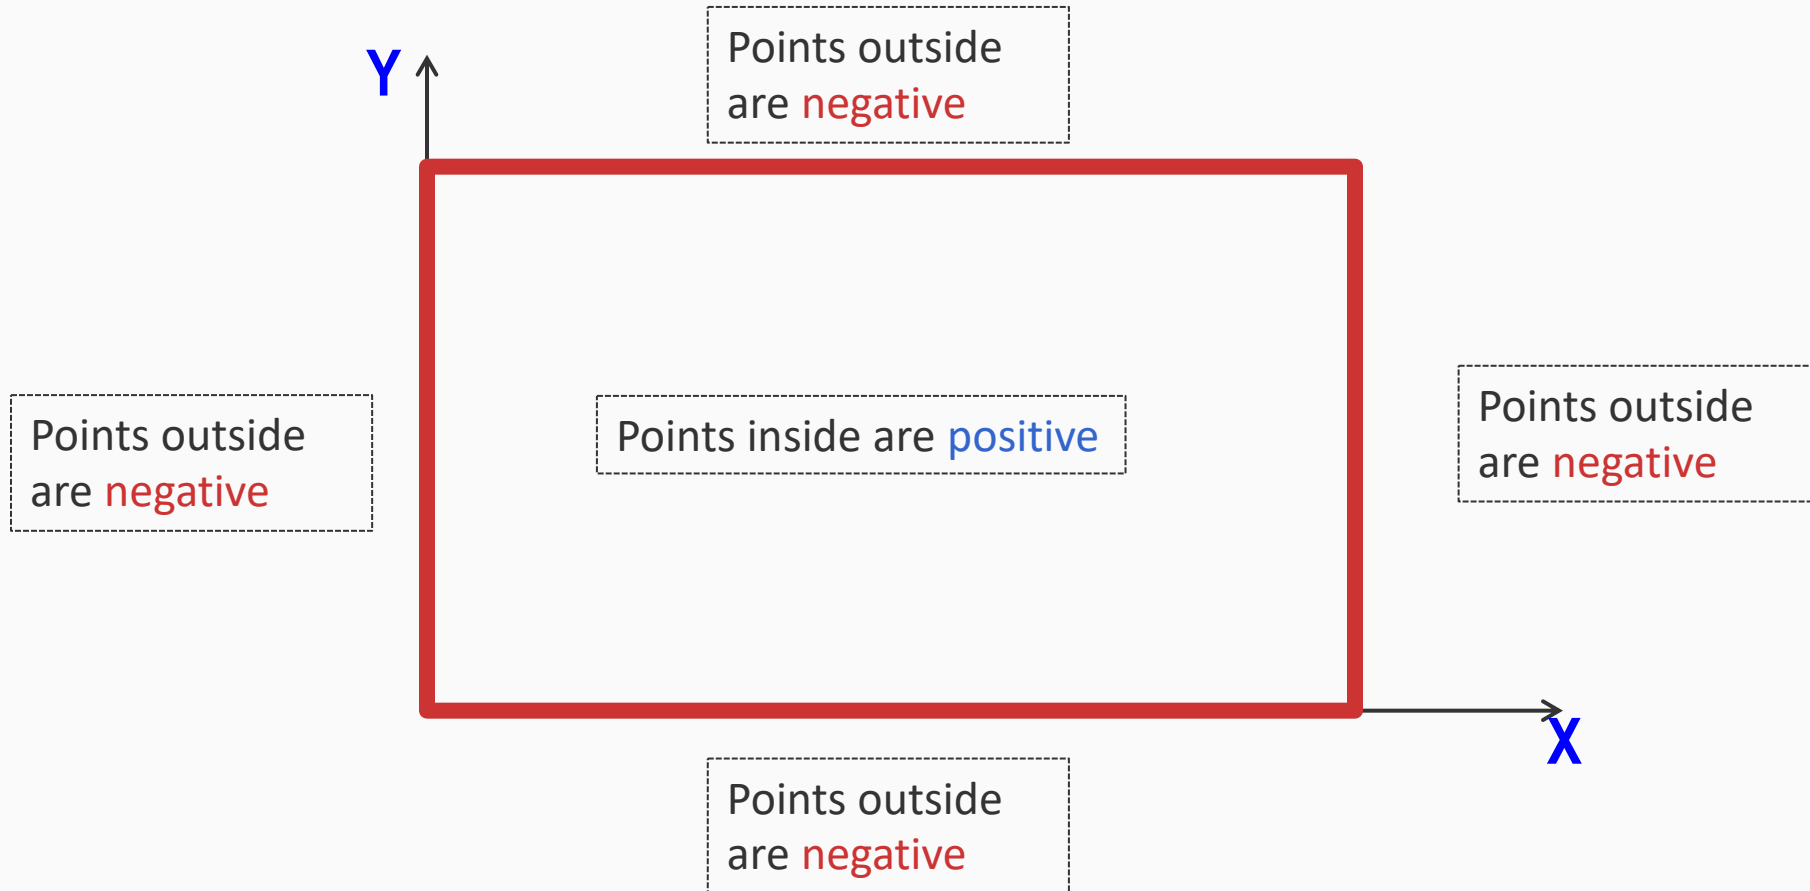 Y
Points outside
are negative
Points outside
are negative
Points inside are positive
Points outside
are negative
X
Points outside
are negative